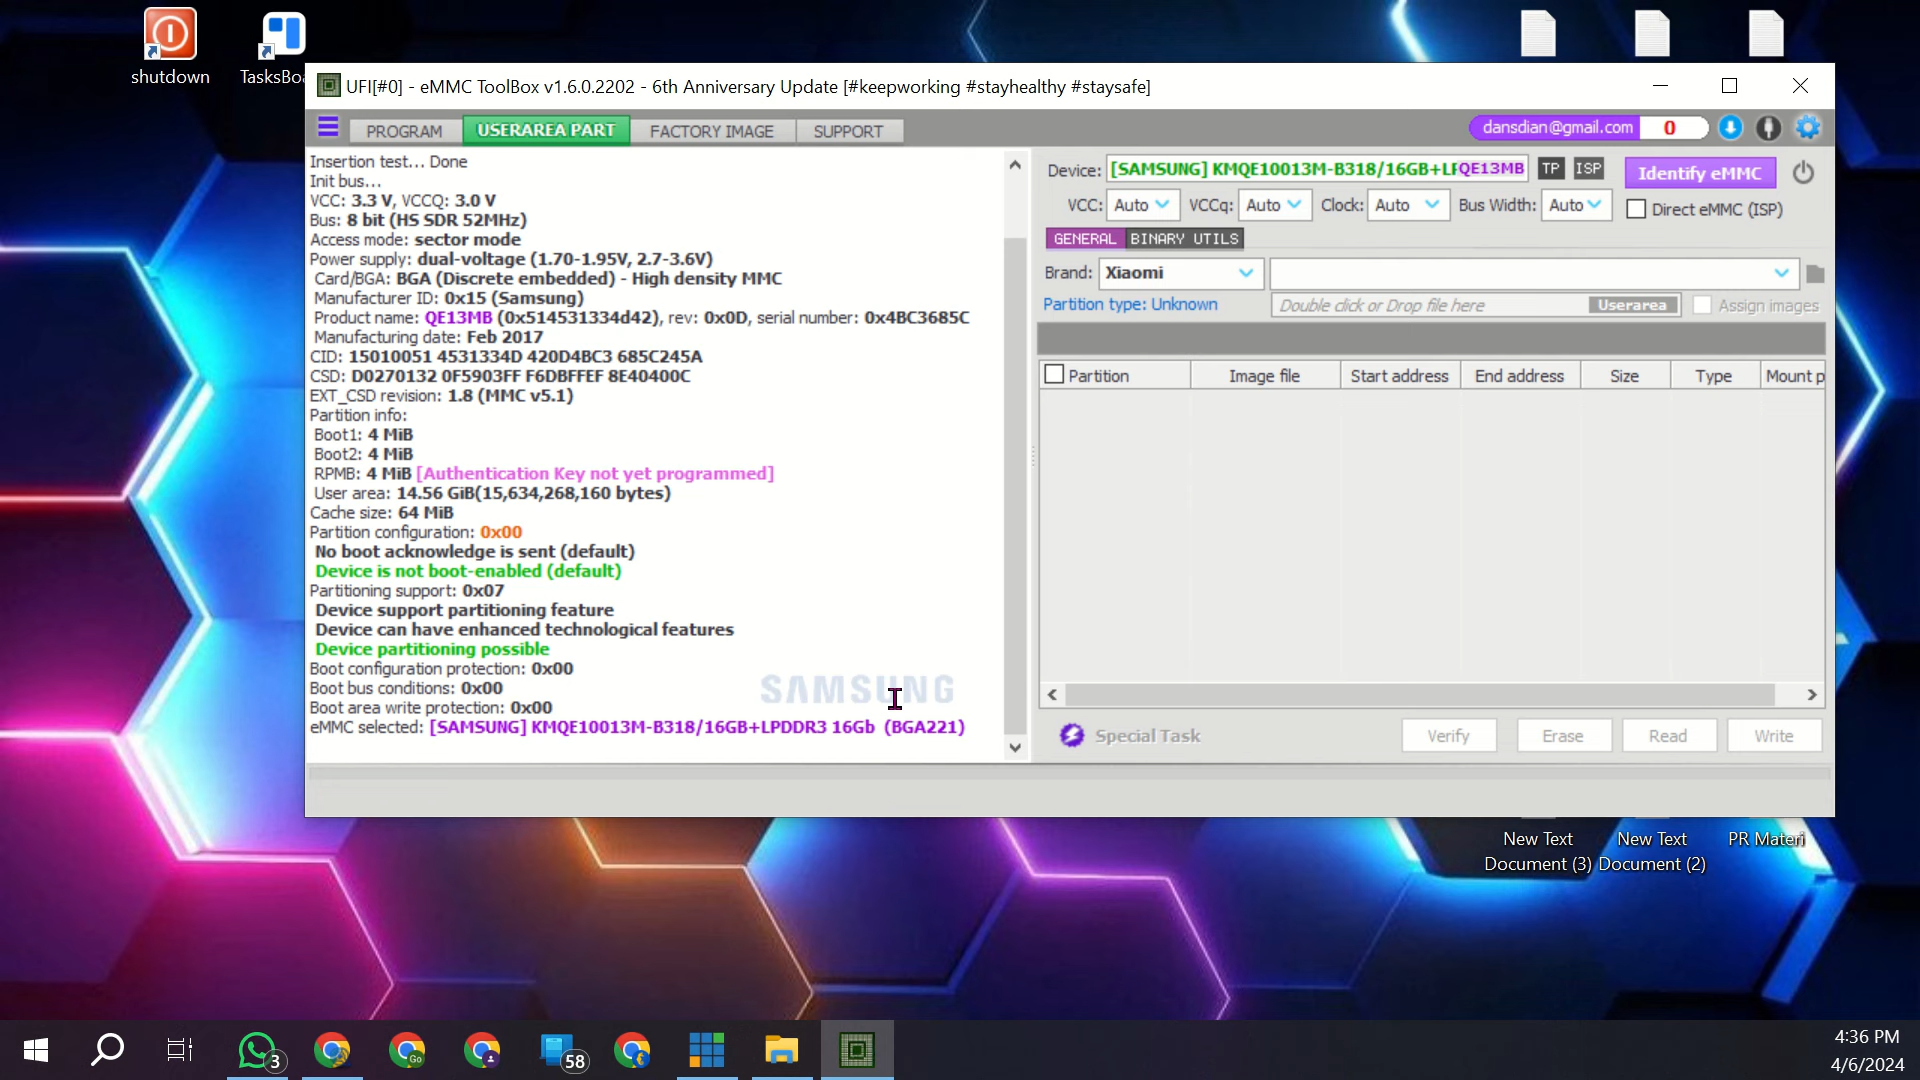 shutdown
TasksBoa
UFI[#0] - eMMC ToolBox v1.6.0.2202 - 6th Anniversary Update [#keepworking #stayhealthy #staysafe]
PROGRAM
USERAREA PART
FACTORY IMAGE
SUPPORT
dansdian@gmail.com
0
Insertion test... Done
Init bus...
VCC: 3.3 V, VCCQ: 3.0 V
Bus: 8 bit (HS SDR 52MHz)
Access mode: sector mode
Power supply: dual-voltage (1.70-1.95V, 2.7-3.6V)
Card/BGA: BGA (Discrete embedded) - High density MMC
Manufacturer ID: 0x15 (Samsung)
Product name: QE13MB (0x514531334d42), rev: 0x0D, serial number: 0x4BC3685C
Manufacturing date: Feb 2017
CID: 15010051 4531334D 420D4BC3 685C245A
CSD: D0270132 0F5903FF F6DBFFEF 8E40400C
EXT_CSD revision: 1.8 (MMC v5.1)
Partition info:
Boot1: 4 MiB
Boot2: 4 MiB
RPMB: 4 MiB [Authentication Key not yet programmed]
User area: 14.56 GiB(15,634,268,160 bytes)
Cache size: 64 MiB
Partition configuration: 0x00
No boot acknowledge is sent (default)
Device is not boot-enabled (default)
Partitioning support: 0x07
Device support partitioning feature
Device can have enhanced technological features
Device partitioning possible
Boot configuration protection: 0x00
Boot bus conditions: 0x00
Boot area write protection: 0x00
eMMC selected: [SAMSUNG] KMQE10013M-B318/16GB+LPDDR3 16Gb (BGA221)
SAMSUNG
Device: [SAMSUNG] KMQE10013M-B318/16GB+LP QE13MB TP ISP
Identify eMMC
VCC: Auto VCCq: Auto Clock: Auto Bus Width: Auto
Direct eMMC (ISP)
GENERAL BINARY UTILS
Brand: Xiaomi
Partition type: Unknown
Double click or Drop file here
Userarea
Assign images
Partition Image file Start address End address Size Type Mount p
Special Task
Verify
Erase
Read
Write
New Text
Document (3)
New Text
Document (2)
PR Materi
3
Go
58
4:36 PM
4/6/2024